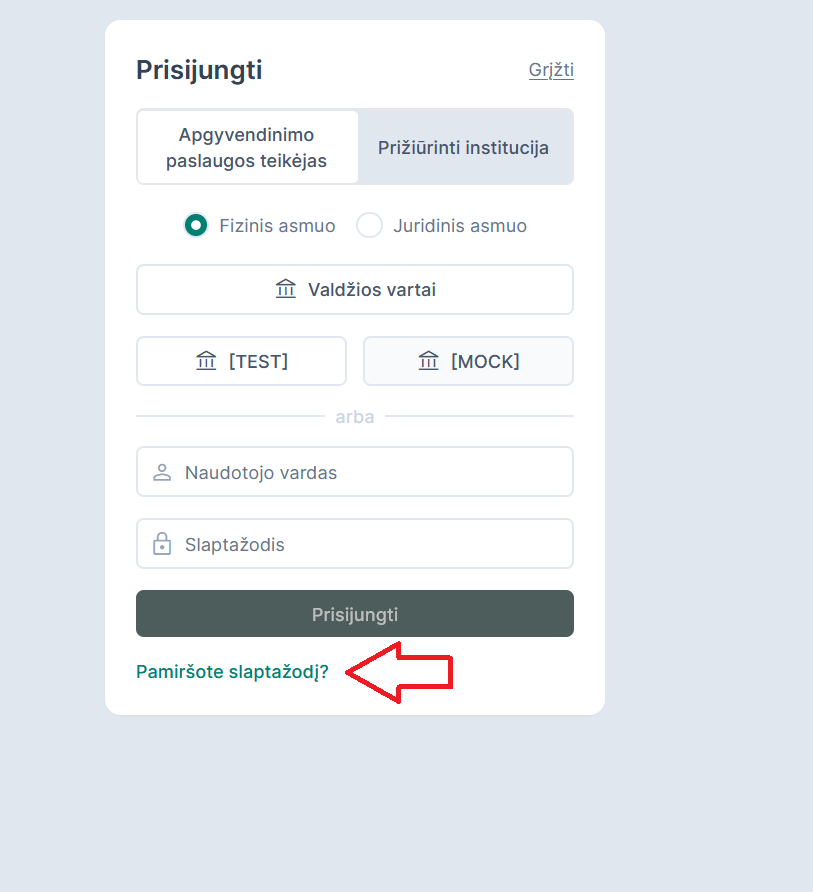 Prisijungti
Grįžti
Apgyvendinimo
paslaugos teikėjas
Prižiūrinti institucija
Fizinis asmuo
Juridinis asmuo
Valdžios vartai
[TEST]
[MOCK]
arba
Naudotojo vardas
Slaptažodis
Prisijungti
Pamiršote slaptažodį?